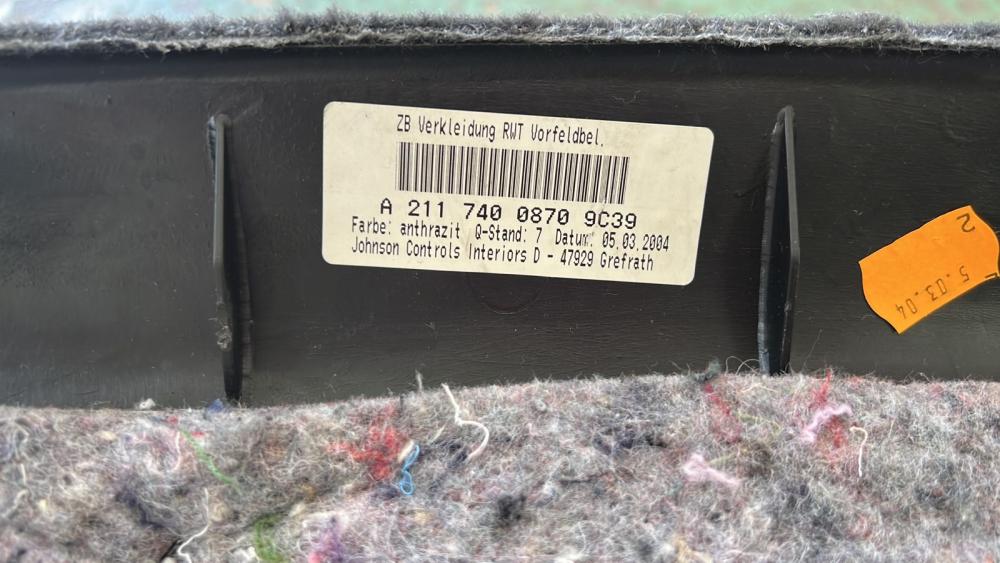 ZB Verkleidung RWT Vorfeldbel.
A 211 740 0870 9C39
Farbe: anthrazit Q-Stand: 7 Datum: 05.03.2004
Johnson Controls Interiors D - 47929 Grefrath
2
5.03.04